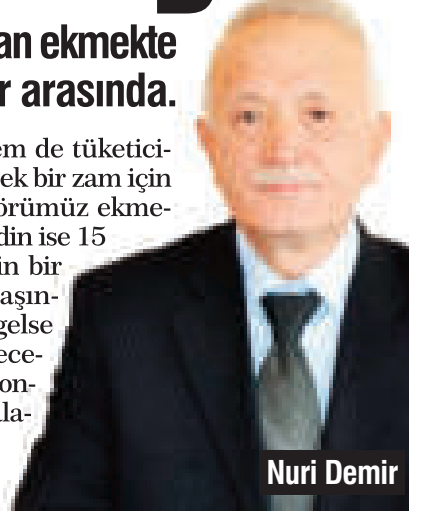 an ekmekte
r arasında.
em de tüketici-
ek bir zam için
örümüz ekme-
din ise 15
in bir
aşın-
gelse
ece-
on-
ala-
Nuri Demir